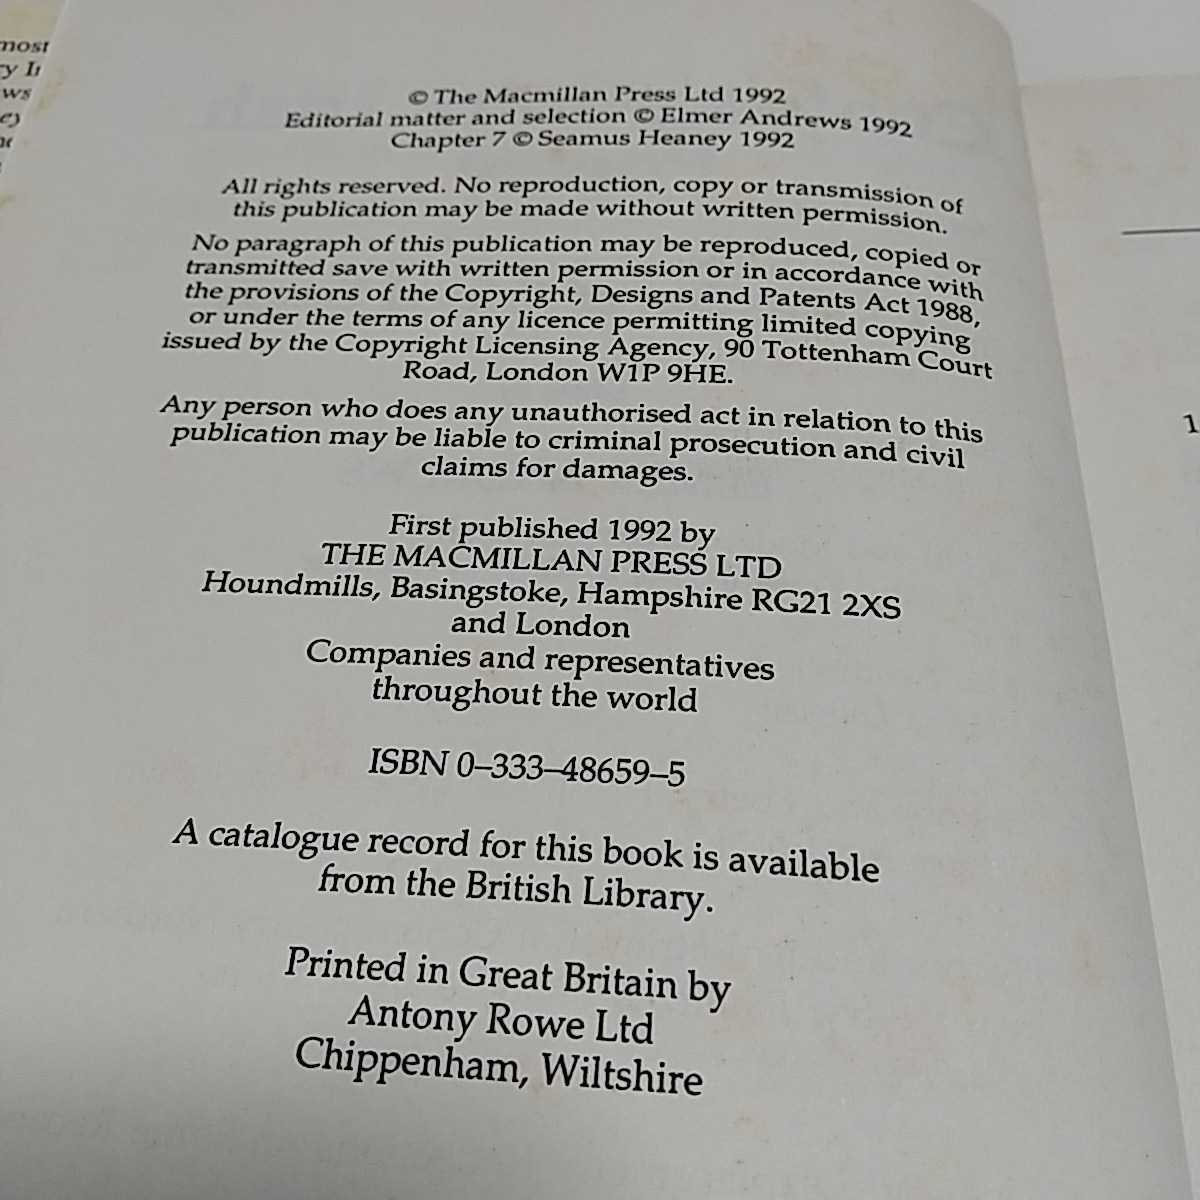 most
ws
© The Macmillan Press Ltd 1992
Editorial matter and selection © Elmer Andrews 1992
Chapter 7 © Seamus Heaney 1992
All rights reserved. No reproduction, copy or transmission of
this publication may be made without written permission.
No paragraph of this publication may be reproduced, copied or
transmitted save with written permission or in accordance with
the provisions of the Copyright, Designs and Patents Act 1988,
or under the terms of any licence permitting limited copying
issued by the Copyright Licensing Agency, 90 Tottenham Court
Road, London W1P 9HE.
Any person who does any unauthorised act in relation to this
publication may be liable to criminal prosecution and civil
claims for damages.
First published 1992 by
THE MACMILLAN PRESS LTD
Houndmills, Basingstoke, Hampshire RG21 2XS
and London
Companies and representatives
throughout the world
ISBN 0–333–48659–5
A catalogue record for this book is available
from the British Library.
Printed in Great Britain by
Antony Rowe Ltd
Chippenham, Wiltshire
1